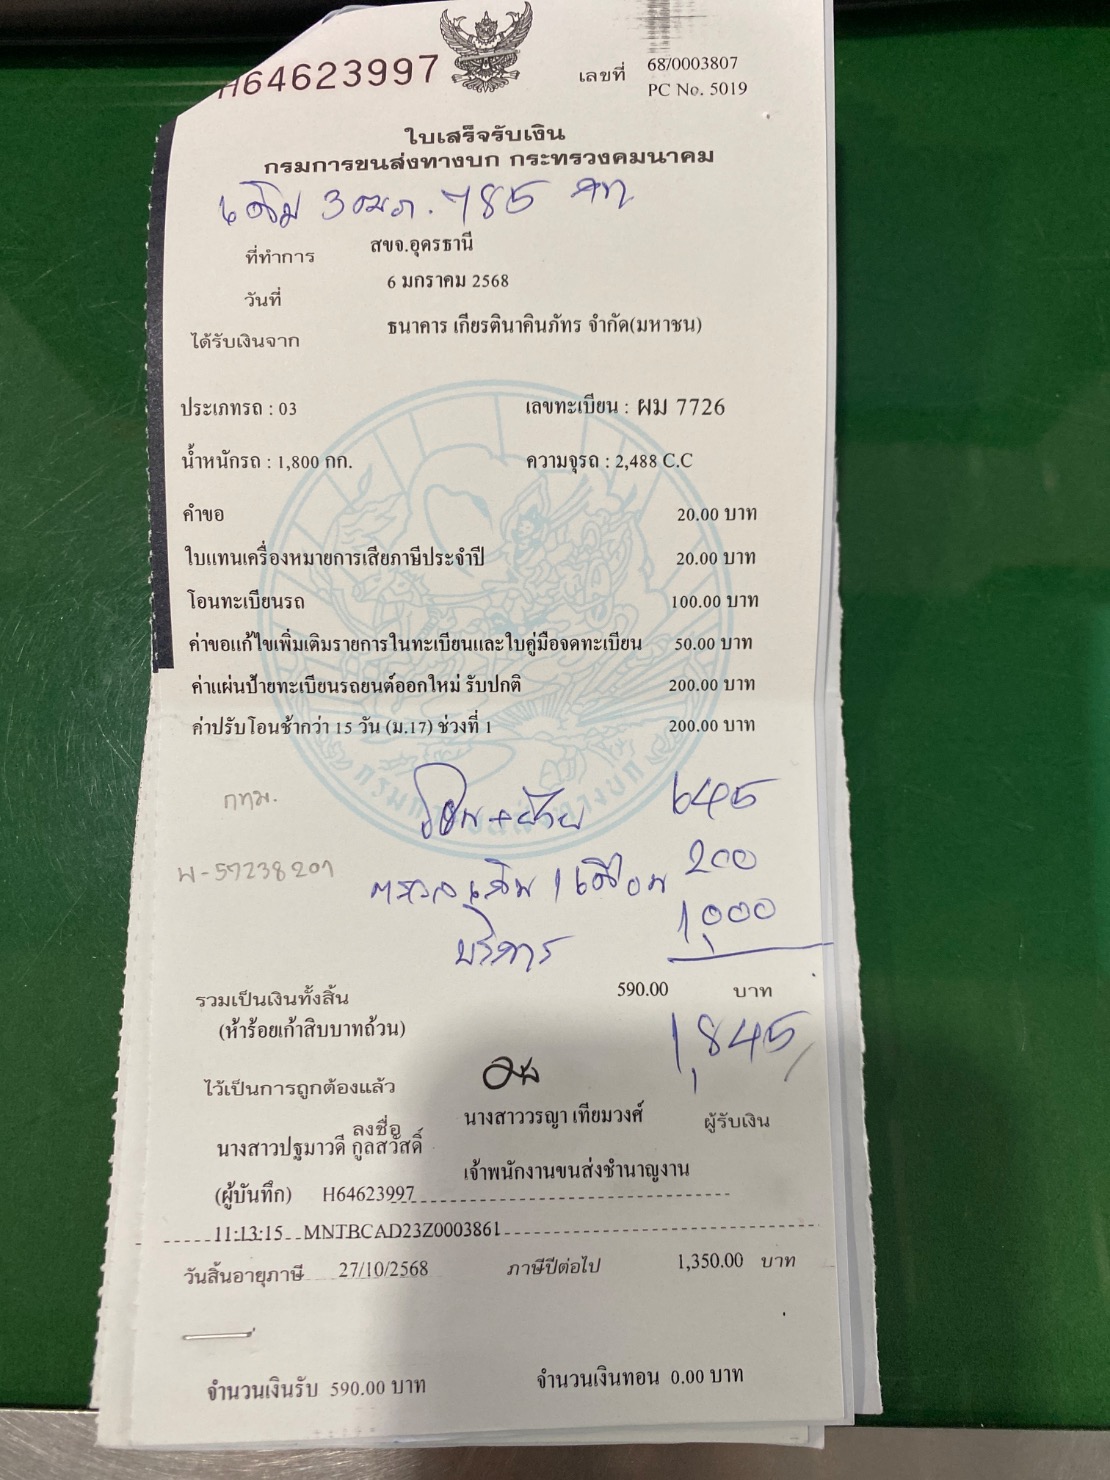 H64623997
เลขที่ 68/0003807
PC No. 5019
ใบเสร็จรับเงิน
กรมการขนส่งทางบก กระทรวงคมนาคม
785
ที่ทำการ สขจ.อุดรธานี
วันที่ 6 มกราคม 2568
ได้รับเงินจาก ธนาคาร เกียรตินาคินภัทร จำกัด(มหาชน)
ประเภทรถ : 03 เลขทะเบียน : ผม 7726
น้ำหนักรถ : 1,800 กก. ความจุรถ : 2,488 C.C
คำขอ 20.00 บาท
ใบแทนเครื่องหมายการเสียภาษีประจำปี 20.00 บาท
โอนทะเบียนรถ 100.00 บาท
ค่าขอแก้ไขเพิ่มเติมรายการในทะเบียนและใบคู่มือจดทะเบียน 50.00 บาท
ค่าแผ่นป้ายทะเบียนรถยนต์ออกใหม่ รับปกติ 200.00 บาท
ค่าปรับโอนช้ากว่า 15 วัน (ม.17) ช่วงที่ 1 200.00 บาท
กทม. โอน+ย้าย 645
พ-57238201 1 เดือน 200
บริการ 1,000
รวมเป็นเงินทั้งสิ้น 590.00 บาท
(ห้าร้อยเก้าสิบบาทถ้วน) 1,845
ไว้เป็นการถูกต้องแล้ว
ลงชื่อ นางสาววรญา เทียมวงศ์ ผู้รับเงิน
นางสาวปฐมาวดี กูลสวัสดิ์
เจ้าพนักงานขนส่งชำนาญงาน
(ผู้บันทึก) H64623997
11:13:15 MNTBCAD23Z0003861
วันสิ้นอายุภาษี 27/10/2568 ภาษีปีต่อไป 1,350.00 บาท
จำนวนเงินรับ 590.00 บาท จำนวนเงินทอน 0.00 บาท